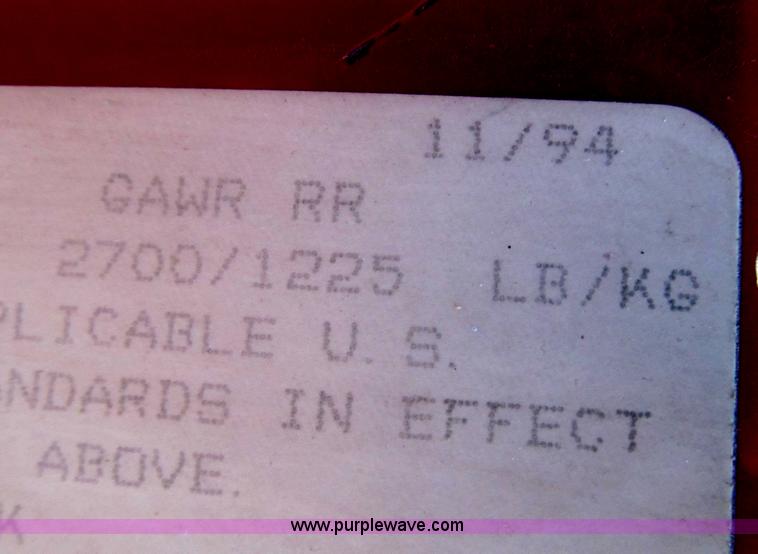 11/94
GAWR RR
2700/1225 LB/KG
PLICABLE U.S.
NDARDS IN EFFECT
ABOVE.
K
www.purplewave.com